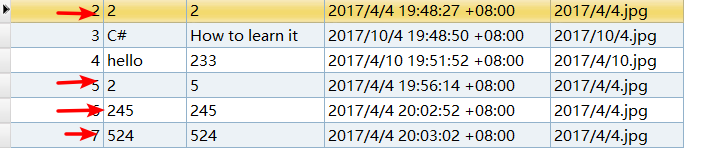 2 2 2 2017/4/4 19:48:27 +08:00 2017/4/4.jpg
3 C# How to learn it 2017/10/4 19:48:50 +08:00 2017/10/4.jpg
4 hello 233 2017/4/10 19:51:52 +08:00 2017/4/10.jpg
5 2 5 2017/4/4 19:56:14 +08:00 2017/4/4.jpg
6 245 245 2017/4/4 20:02:52 +08:00 2017/4/4.jpg
7 524 524 2017/4/4 20:03:02 +08:00 2017/4/4.jpg